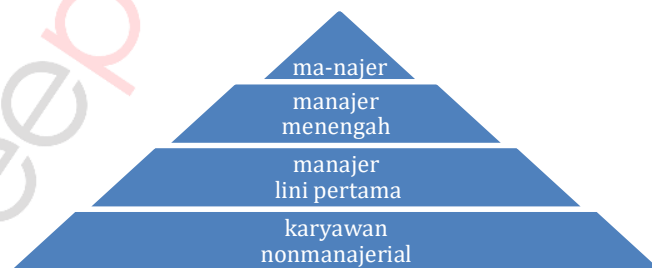 ma-najer
manajer
menengah
manajer
lini pertama
karyawan
nonmanajerial